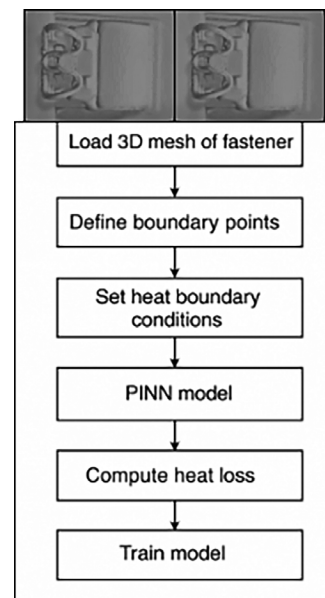 Load 3D mesh of fastener
Define boundary points
Set heat boundary
conditions
PINN model
Compute heat loss
Train model